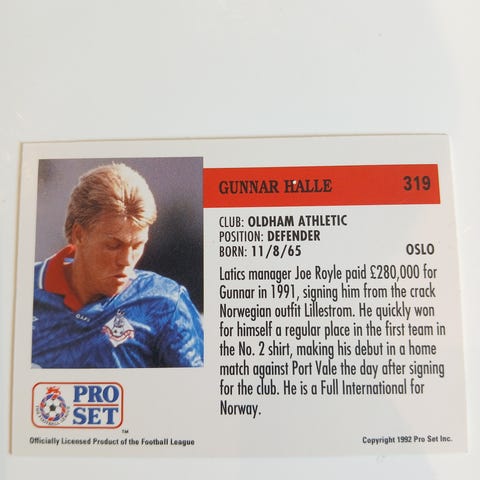 GUNNAR HALLE 319
CLUB: OLDHAM ATHLETIC
POSITION: DEFENDER
BORN: 11/8/65 OSLO
Latics manager Joe Royle paid £280,000 for
Gunnar in 1991, signing him from the crack
Norwegian outfit Lillestrom. He quickly won
for himself a regular place in the first team in
the No. 2 shirt, making his debut in a home
match against Port Vale the day after signing
for the club. He is a Full International for
Norway.
PRO
SET
™
Officially Licensed Product of the Football League
Copyright 1992 Pro Set Inc.